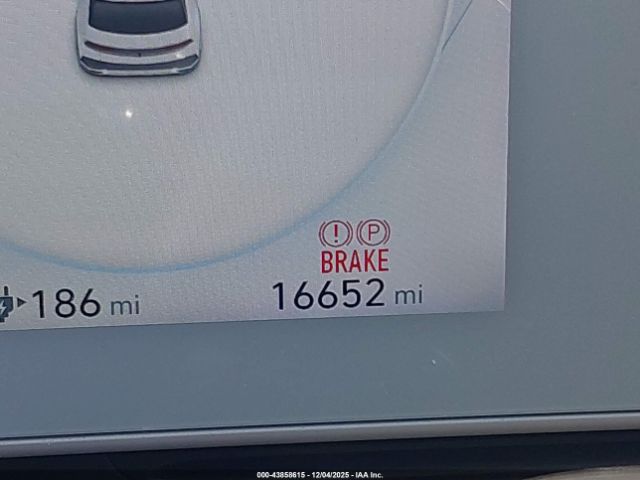 (!) (P)
BRAKE
186 mi
16652 mi
000-43858615 - 12/04/2025 - IAA Inc.